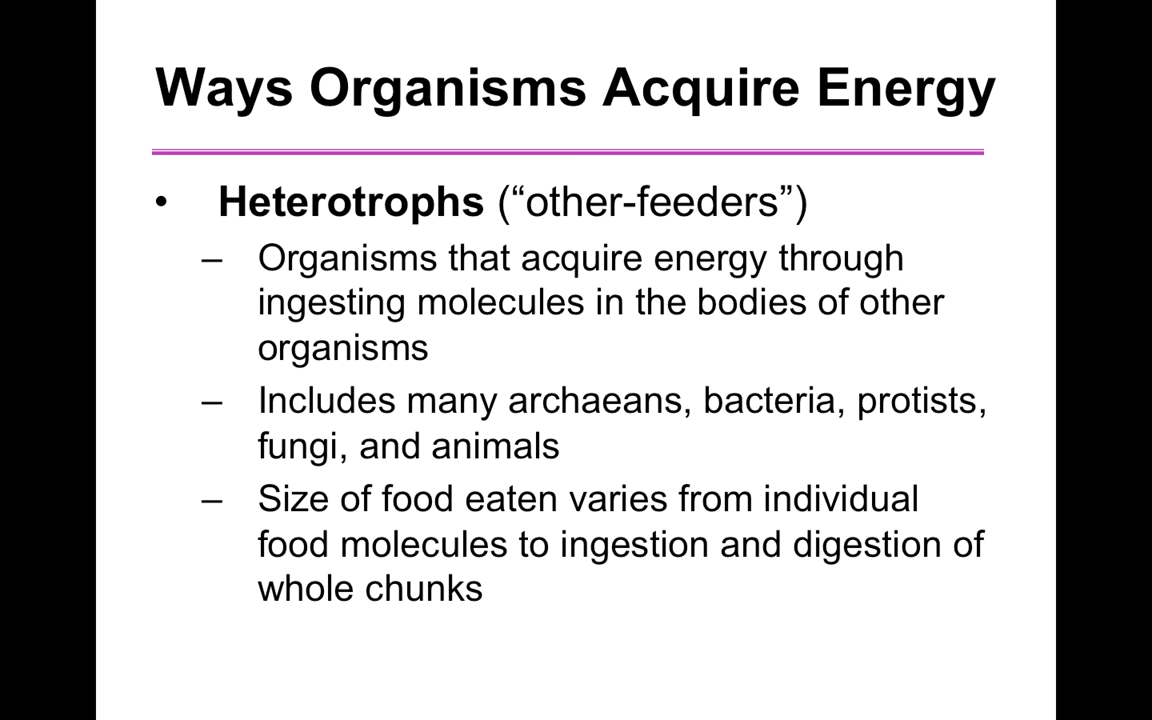 Ways Organisms Acquire Energy
• Heterotrophs (“other-feeders”)
– Organisms that acquire energy through
ingesting molecules in the bodies of other
organisms
– Includes many archaeans, bacteria, protists,
fungi, and animals
– Size of food eaten varies from individual
food molecules to ingestion and digestion of
whole chunks